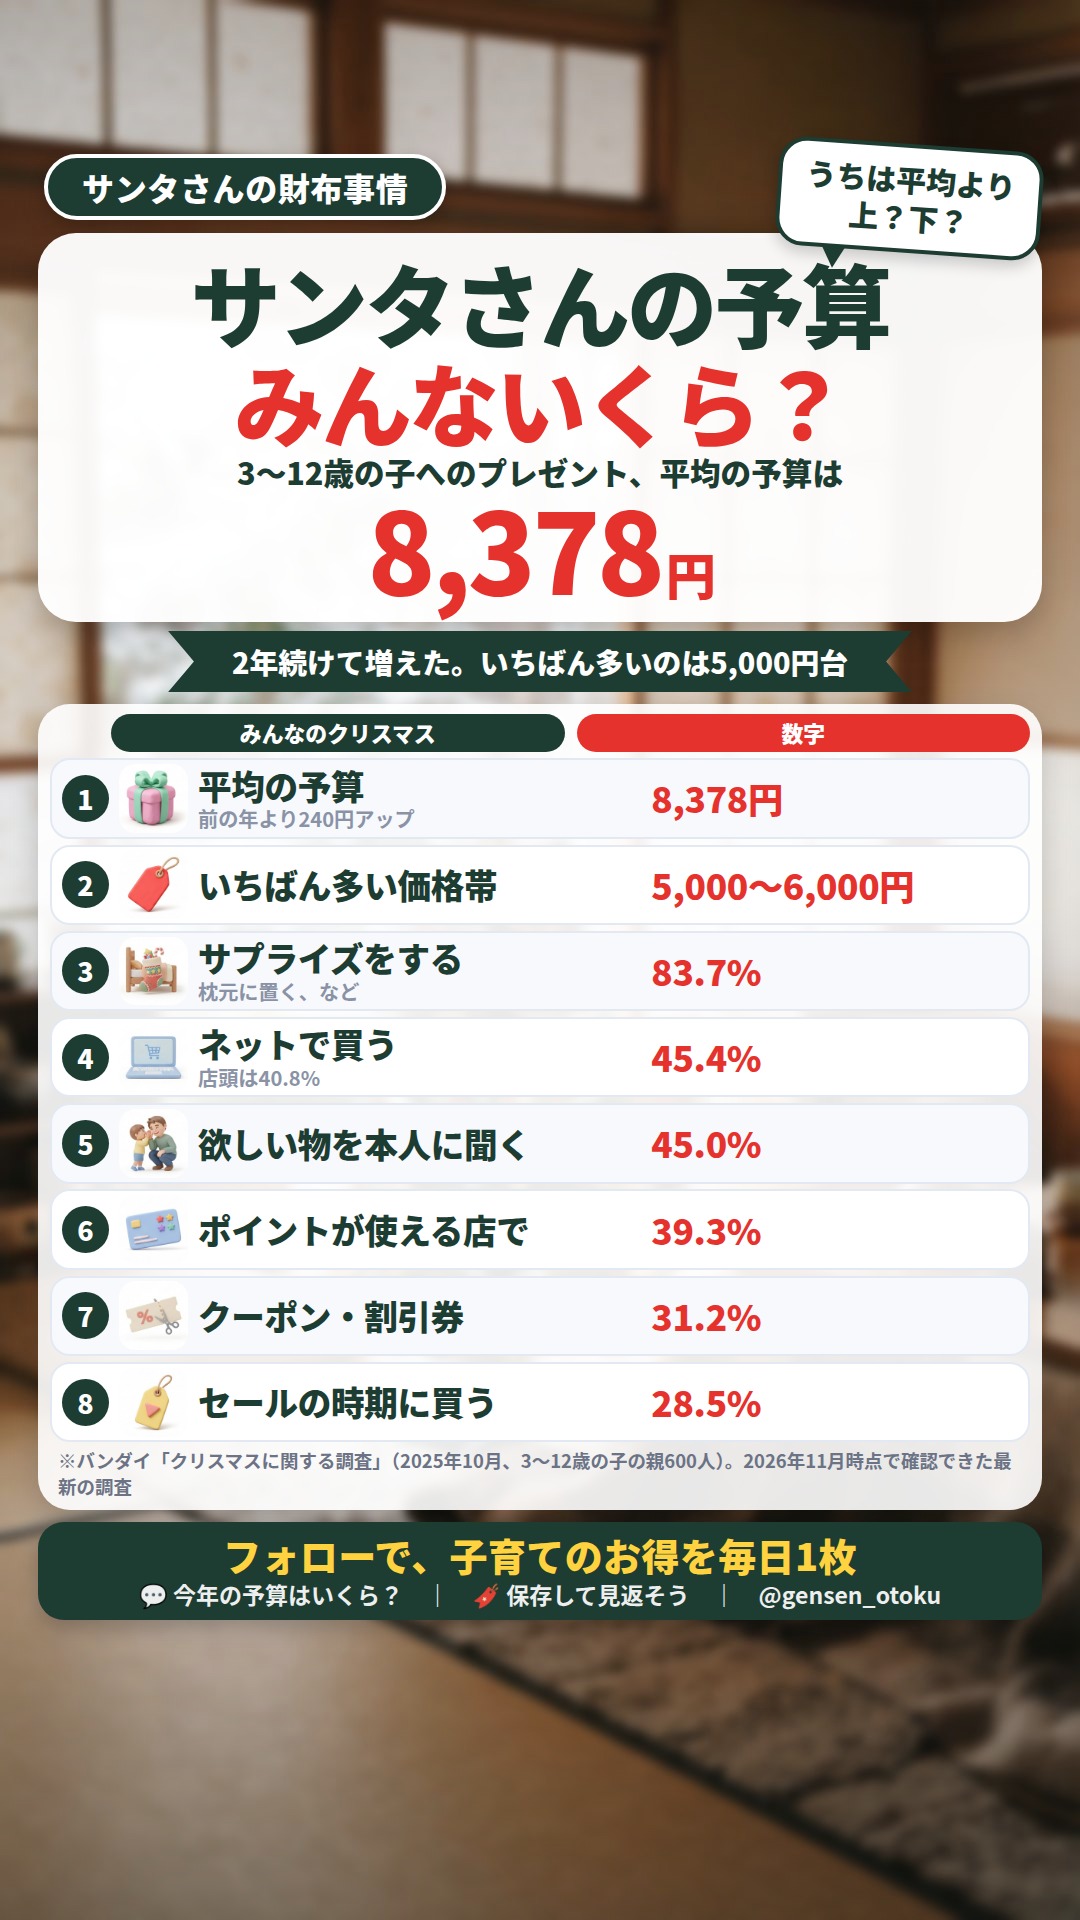 サンタさんの財布事情
うちは平均より
上？下？
サンタさんの予算
みんないくら？
3〜12歳の子へのプレゼント、平均の予算は
8,378円
2年続けて増えた。いちばん多いのは5,000円台
みんなのクリスマス
数字
1 平均の予算 8,378円
前の年より240円アップ
2 いちばん多い価格帯 5,000〜6,000円
3 サプライズをする 83.7%
枕元に置く、など
4 ネットで買う 45.4%
店頭は40.8%
5 欲しい物を本人に聞く 45.0%
6 ポイントが使える店で 39.3%
7 クーポン・割引券 31.2%
8 セールの時期に買う 28.5%
※バンダイ「クリスマスに関する調査」（2025年10月、3〜12歳の子の親600人）。2026年11月時点で確認できた最
新の調査
フォローで、子育てのお得を毎日1枚
💬 今年の予算はいくら？ ｜ 🔖 保存して見返そう ｜ @gensen_otoku